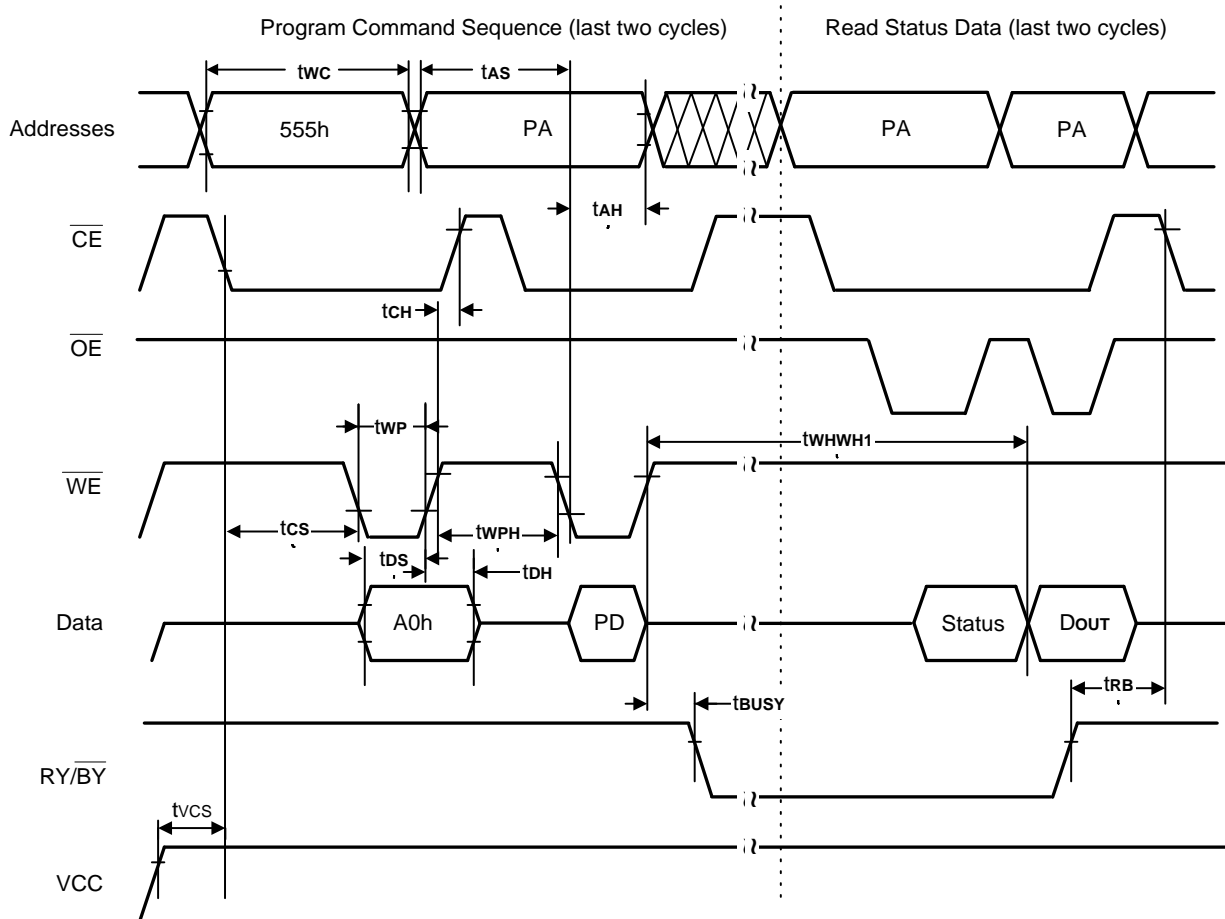 Program Command Sequence (last two cycles)
Read Status Data (last two cycles)
tWC
tAS
Addresses
555h
PA
PA
PA
tAH
CE
tCH
OE
tWP
tWHWH1
WE
tCS
tWPH
tDS
tDH
Data
A0h
PD
Status
DOUT
tRB
tBUSY
RY/BY
tVCS
VCC